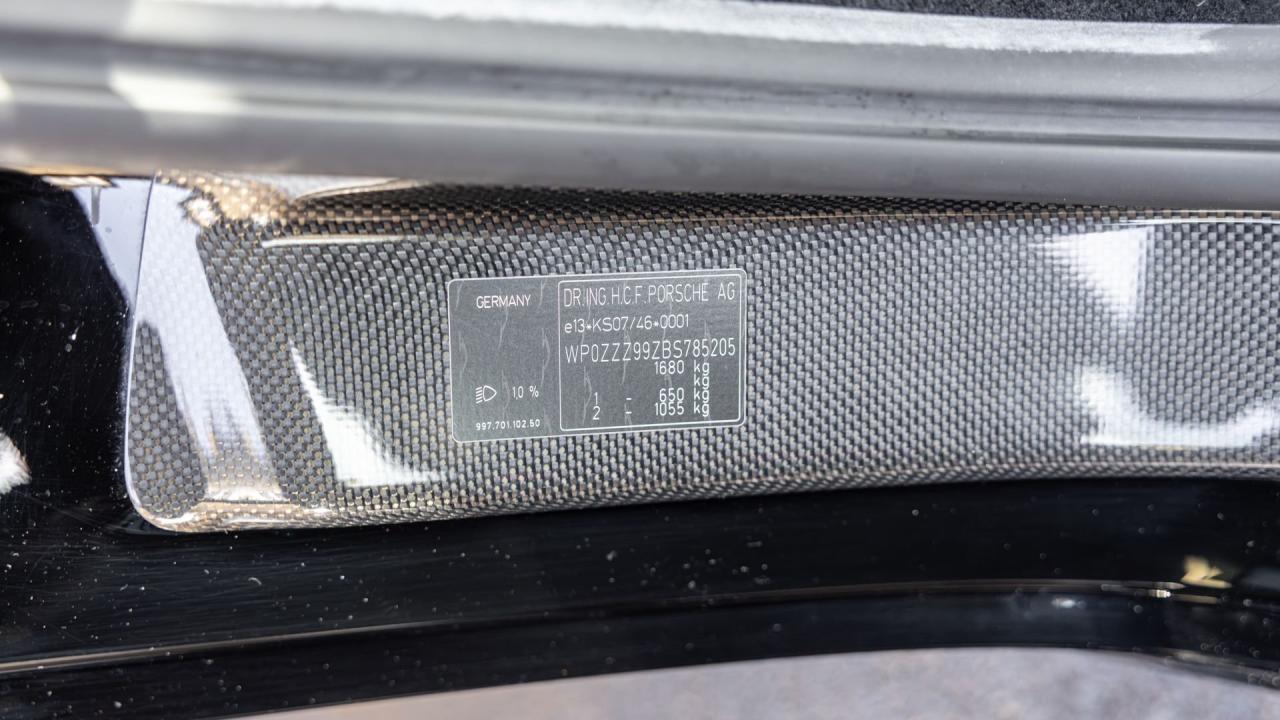 GERMANY
DR.ING.H.C.F.PORSCHE AG
e13*KS07/46*0001
WP0ZZZ99ZBS785205
1680 kg
kg
1 - 650 kg
2 - 1055 kg
10 %
997.701.102.50